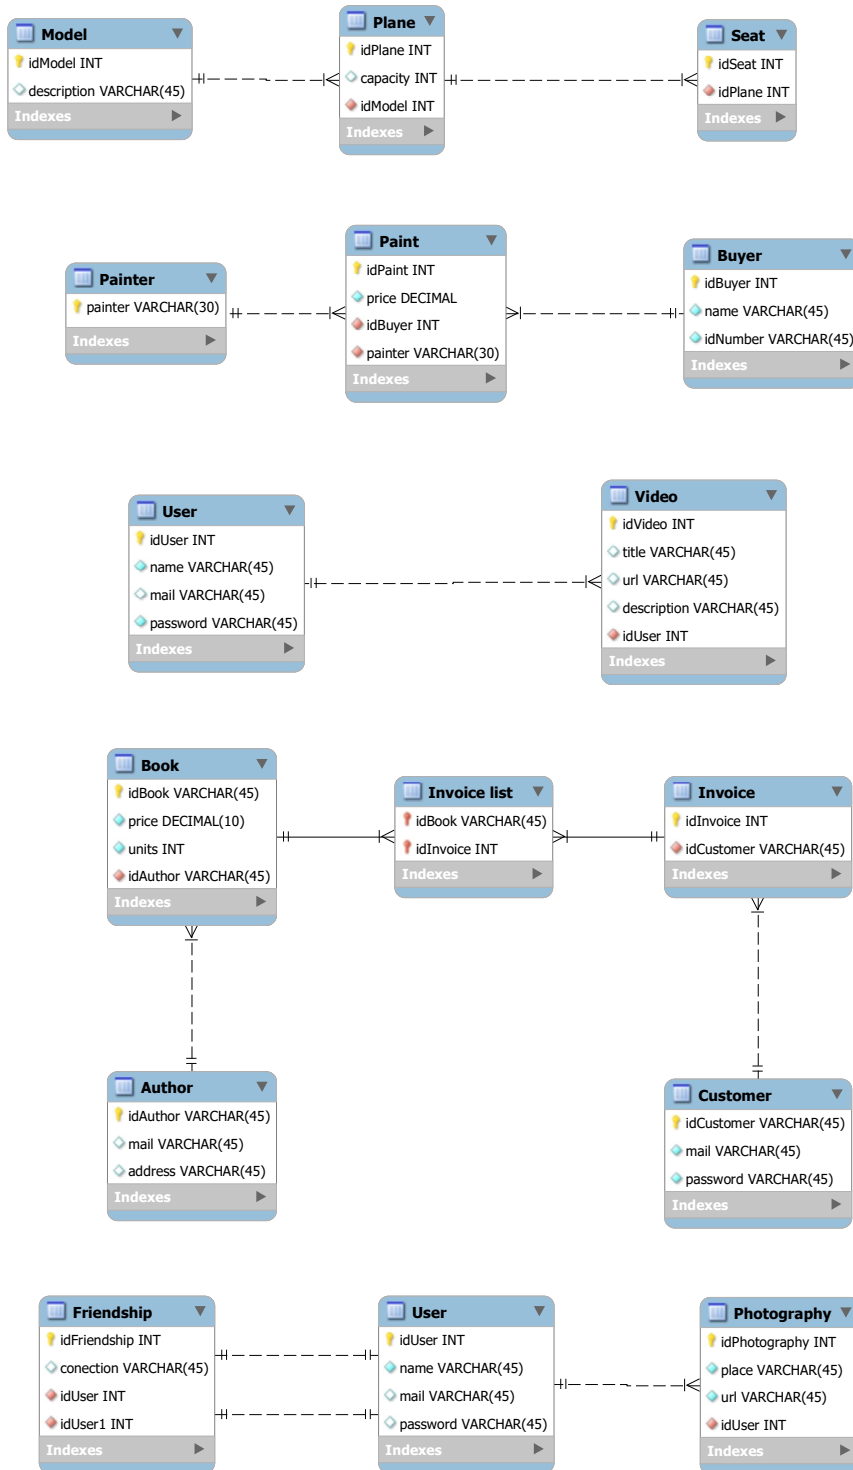 Model
idModel INT
description VARCHAR(45)
Indexes
Plane
idPlane INT
capacity INT
idModel INT
Indexes
Seat
idSeat INT
idPlane INT
Indexes
Painter
painter VARCHAR(30)
Indexes
Paint
idPaint INT
price DECIMAL
idBuyer INT
painter VARCHAR(30)
Indexes
Buyer
idBuyer INT
name VARCHAR(45)
idNumber VARCHAR(45)
Indexes
User
idUser INT
name VARCHAR(45)
mail VARCHAR(45)
password VARCHAR(45)
Indexes
Video
idVideo INT
title VARCHAR(45)
url VARCHAR(45)
description VARCHAR(45)
idUser INT
Indexes
Book
idBook VARCHAR(45)
price DECIMAL(10)
units INT
idAuthor VARCHAR(45)
Indexes
Invoice list
idBook VARCHAR(45)
idInvoice INT
Indexes
Invoice
idInvoice INT
idCustomer VARCHAR(45)
Indexes
Author
idAuthor VARCHAR(45)
mail VARCHAR(45)
address VARCHAR(45)
Indexes
Customer
idCustomer VARCHAR(45)
mail VARCHAR(45)
password VARCHAR(45)
Indexes
Friendship
idFriendship INT
conection VARCHAR(45)
idUser INT
idUser1 INT
Indexes
User
idUser INT
name VARCHAR(45)
mail VARCHAR(45)
password VARCHAR(45)
Indexes
Photography
idPhotography INT
place VARCHAR(45)
url VARCHAR(45)
idUser INT
Indexes